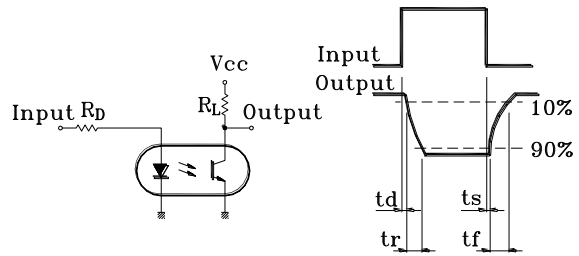 Vcc
Input RD
RL Output
Input
Output
10%
90%
td ts
tr tf